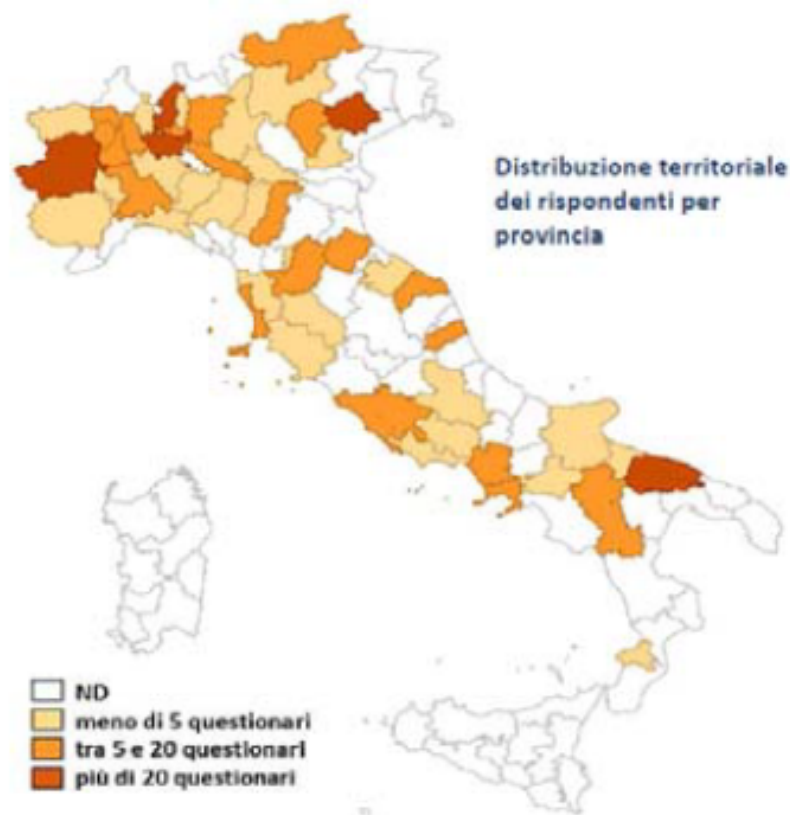 Distribuzione territoriale
dei rispondenti per
provincia
ND
meno di 5 questionari
tra 5 e 20 questionari
più di 20 questionari